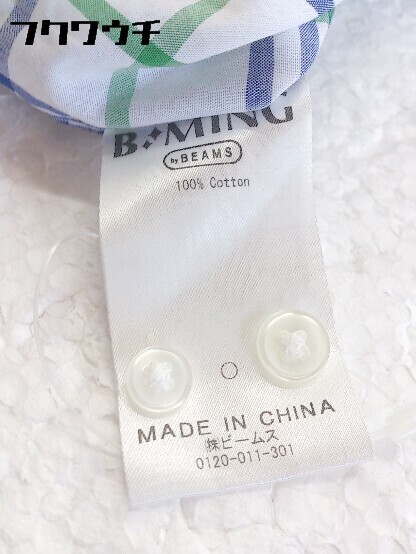 フクワウチ
B:MING
by BEAMS
100% Cotton
MADE IN CHINA
㈱ビームス
0120-011-301